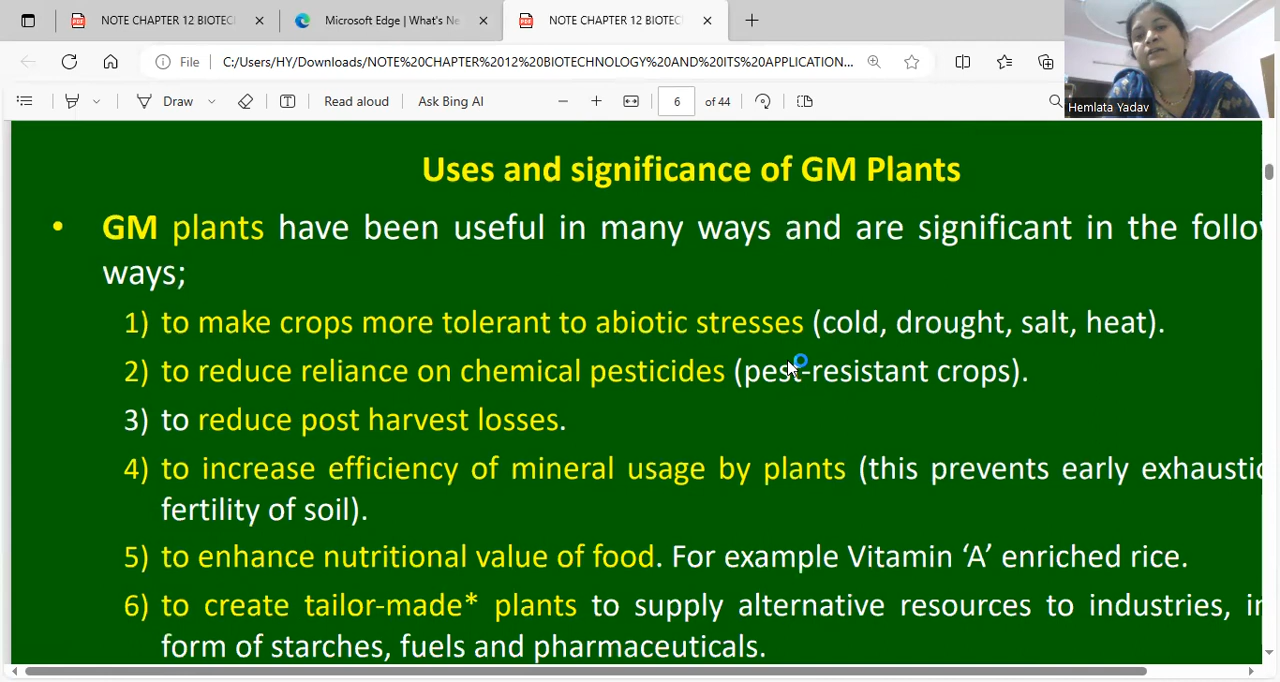 NOTE CHAPTER 12 BIOTEC
Microsoft Edge | What's Ne
NOTE CHAPTER 12 BIOTEC
File C:/Users/HY/Downloads/NOTE%20CHAPTER%2012%20BIOTECHNOLOGY%20AND%20ITS%20APPLICATION...
Draw Read aloud Ask Bing AI 6 of 44
Hemlata Yadav
Uses and significance of GM Plants
• GM plants have been useful in many ways and are significant in the follow
ways;
1) to make crops more tolerant to abiotic stresses (cold, drought, salt, heat).
2) to reduce reliance on chemical pesticides (pest-resistant crops).
3) to reduce post harvest losses.
4) to increase efficiency of mineral usage by plants (this prevents early exhaustio
fertility of soil).
5) to enhance nutritional value of food. For example Vitamin ‘A’ enriched rice.
6) to create tailor-made* plants to supply alternative resources to industries, in
form of starches, fuels and pharmaceuticals.